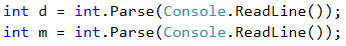 int d = int.Parse(Console.ReadLine());
int m = int.Parse(Console.ReadLine());